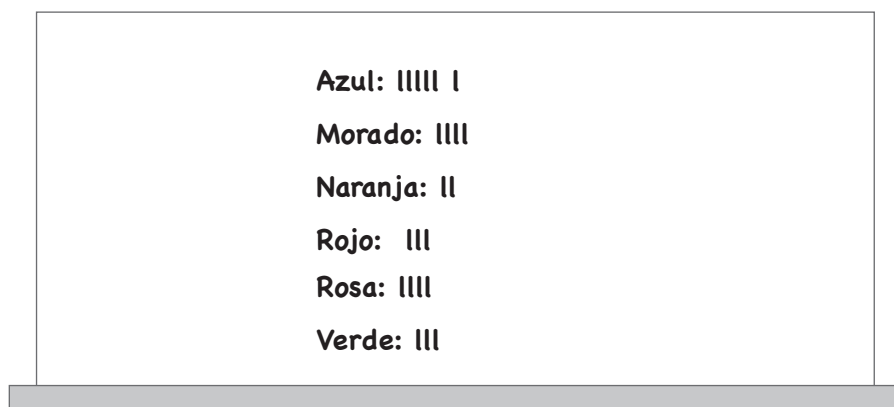 Azul: lllll l
Morado: llll
Naranja: ll
Rojo: lll
Rosa: llll
Verde: lll